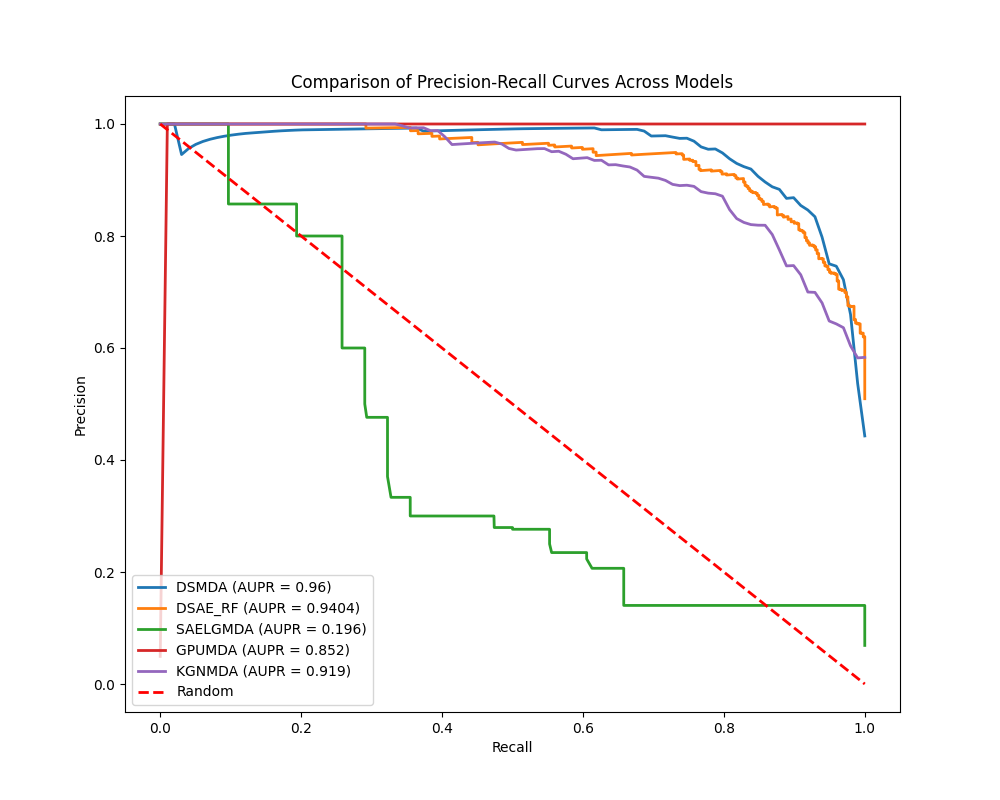 Comparison of Precision-Recall Curves Across Models
Precision
1.0
0.8
0.6
0.4
0.2
0.0
DSMDA (AUPR = 0.96)
DSAE_RF (AUPR = 0.9404)
SAELGMDA (AUPR = 0.196)
GPUMDA (AUPR = 0.852)
KGNMDA (AUPR = 0.919)
Random
0.0 0.2 0.4 0.6 0.8 1.0
Recall